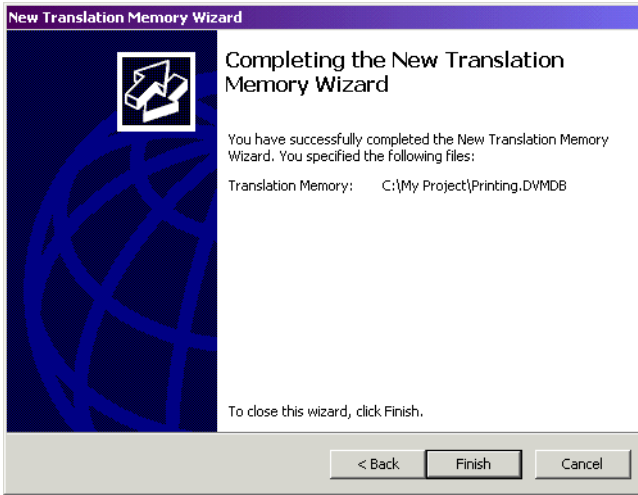 New Translation Memory Wizard
Completing the New Translation
Memory Wizard
You have successfully completed the New Translation Memory
Wizard. You specified the following files:
Translation Memory: C:\My Project\Printing.DVMDB
To close this wizard, click Finish.
< Back Finish Cancel